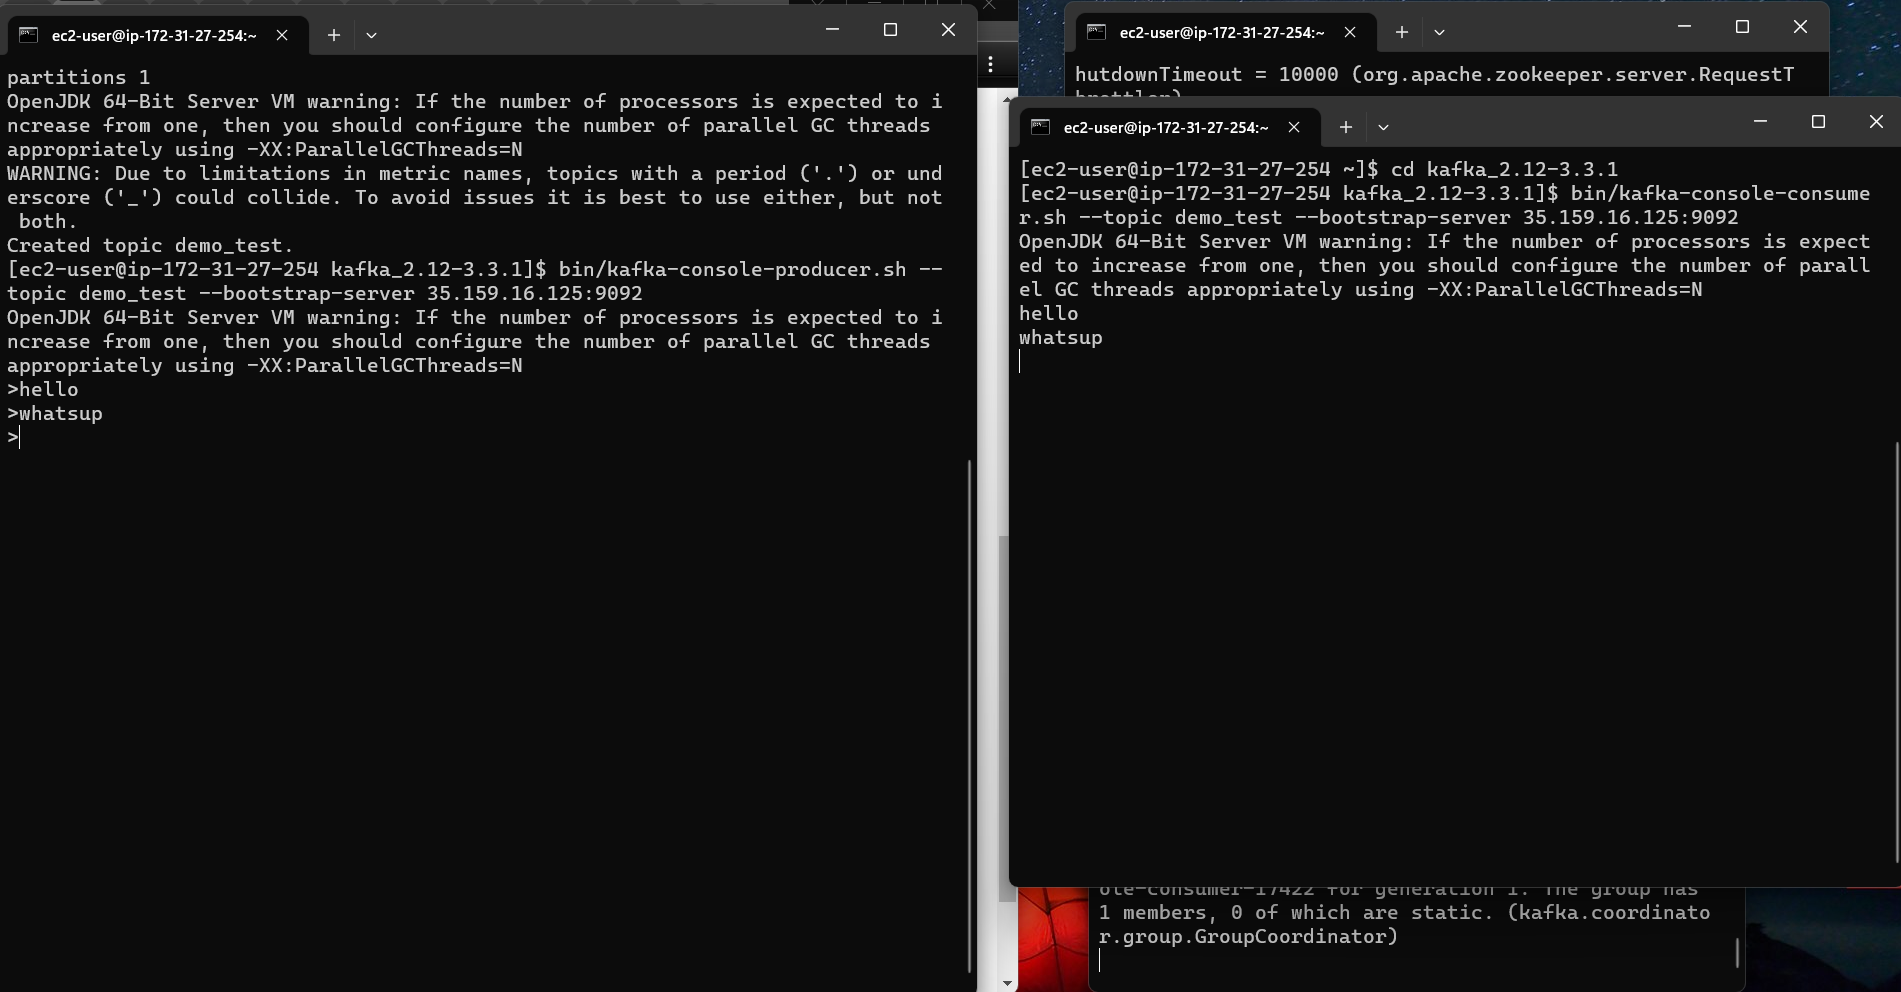 ec2-user@ip-172-31-27-254:~
partitions 1
OpenJDK 64-Bit Server VM warning: If the number of processors is expected to i
ncrease from one, then you should configure the number of parallel GC threads
appropriately using -XX:ParallelGCThreads=N
WARNING: Due to limitations in metric names, topics with a period ('.') or und
erscore ('_') could collide. To avoid issues it is best to use either, but not
 both.
Created topic demo_test.
[ec2-user@ip-172-31-27-254 kafka_2.12-3.3.1]$ bin/kafka-console-producer.sh --
topic demo_test --bootstrap-server 35.159.16.125:9092
OpenJDK 64-Bit Server VM warning: If the number of processors is expected to i
ncrease from one, then you should configure the number of parallel GC threads
appropriately using -XX:ParallelGCThreads=N
>hello
>whatsup
>
ec2-user@ip-172-31-27-254:~
hutdownTimeout = 10000 (org.apache.zookeeper.server.RequestT
ec2-user@ip-172-31-27-254:~
[ec2-user@ip-172-31-27-254 ~]$ cd kafka_2.12-3.3.1
[ec2-user@ip-172-31-27-254 kafka_2.12-3.3.1]$ bin/kafka-console-consume
r.sh --topic demo_test --bootstrap-server 35.159.16.125:9092
OpenJDK 64-Bit Server VM warning: If the number of processors is expect
ed to increase from one, then you should configure the number of parall
el GC threads appropriately using -XX:ParallelGCThreads=N
hello
whatsup
ole-consumer-17422 for generation 1. The group has
1 members, 0 of which are static. (kafka.coordinato
r.group.GroupCoordinator)